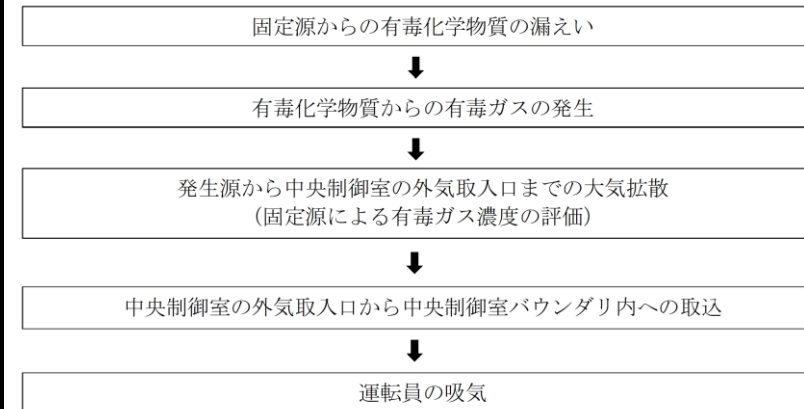 固定源からの有毒化学物質の漏えい
有毒化学物質からの有毒ガスの発生
発生源から中央制御室の外気取入口までの大気拡散
(固定源による有毒ガス濃度の評価)
中央制御室の外気取入口から中央制御室バウンダリ内への取込
運転員の吸気